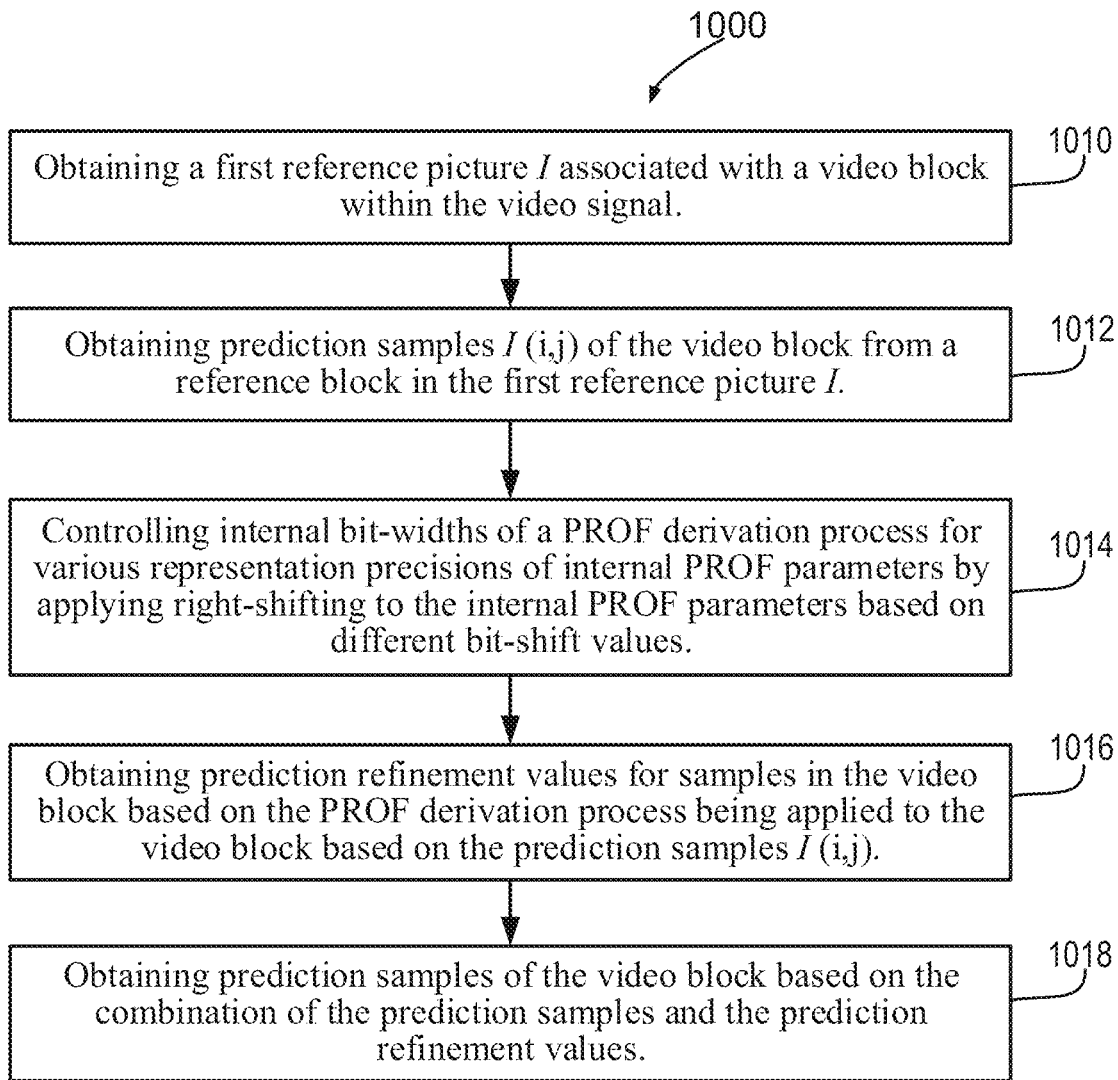 1000
Obtaining a first reference picture I associated with a video block
within the video signal.
1010
Obtaining prediction samples I (i,j) of the video block from a
reference block in the first reference picture I.
1012
Controlling internal bit-widths of a PROF derivation process for
various representation precisions of internal PROF parameters by
applying right-shifting to the internal PROF parameters based on
different bit-shift values.
1014
Obtaining prediction refinement values for samples in the video
block based on the PROF derivation process being applied to the
video block based on the prediction samples I (i,j).
1016
Obtaining prediction samples of the video block based on the
combination of the prediction samples and the prediction
refinement values.
1018